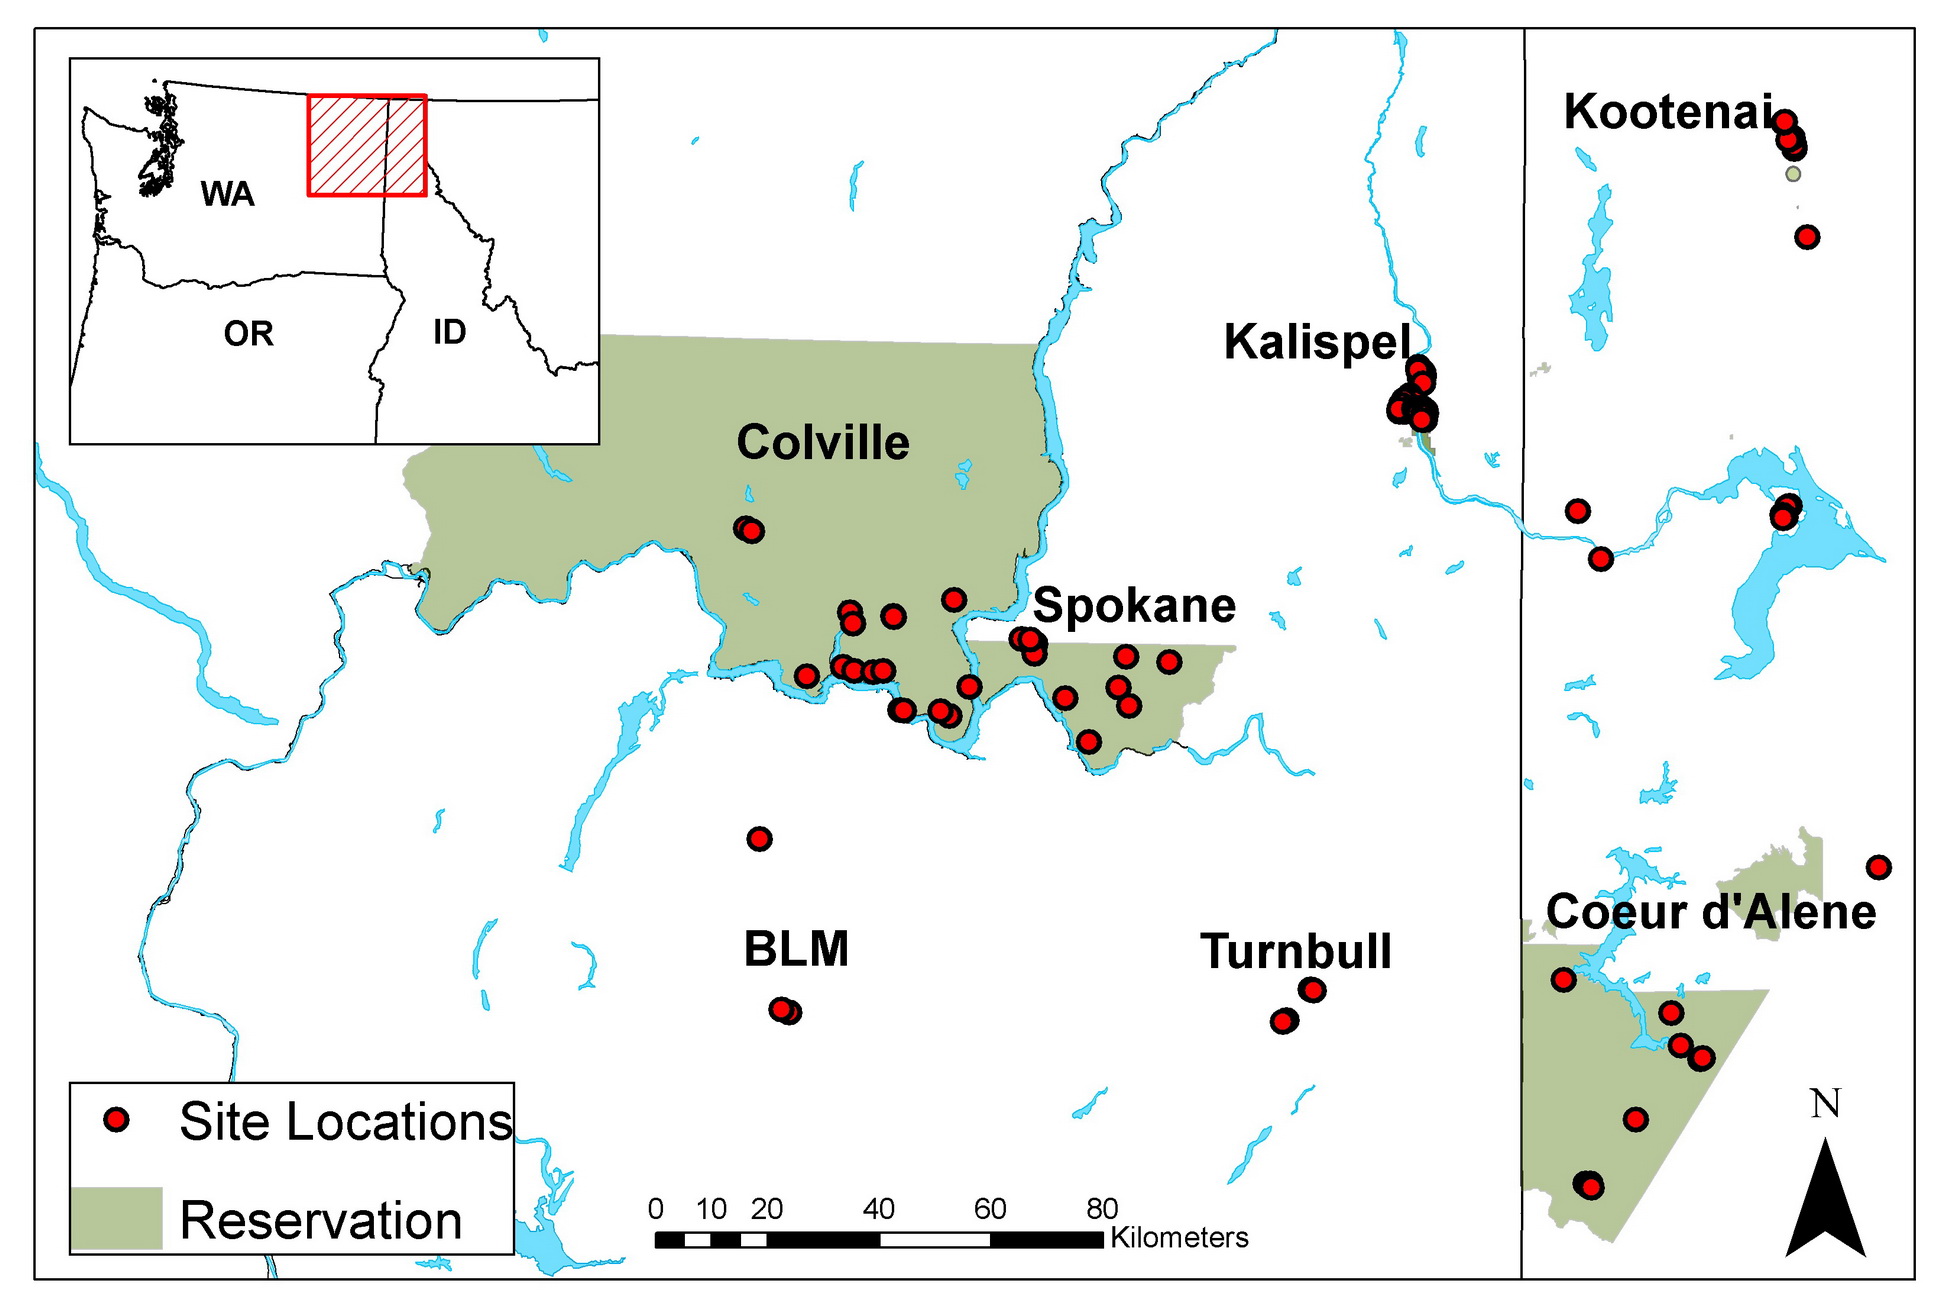 Kootenai
WA
OR
ID
Kalispel
Colville
Spokane
Coeur d'Alene
BLM
Turnbull
N
Site Locations
Reservation
0 10 20 40 60 80
Kilometers